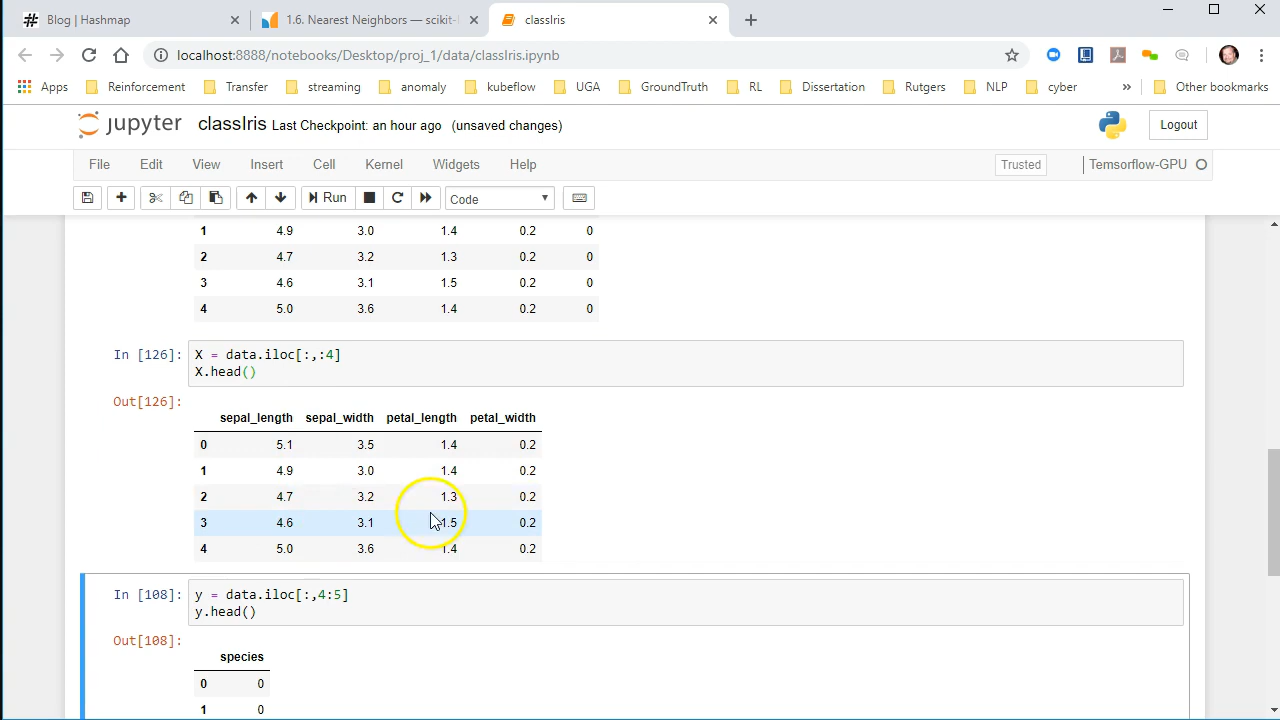 Blog | Hashmap
1.6. Nearest Neighbors — scikit-
classIris
localhost:8888/notebooks/Desktop/proj_1/data/classIris.ipynb
Apps Reinforcement Transfer streaming anomaly kubeflow UGA GroundTruth RL Dissertation Rutgers NLP cyber » Other bookmarks
jupyter classIris Last Checkpoint: an hour ago (unsaved changes) Logout
File Edit View Insert Cell Kernel Widgets Help Trusted Temsorflow-GPU
Run Code
1 4.9 3.0 1.4 0.2 0
2 4.7 3.2 1.3 0.2 0
3 4.6 3.1 1.5 0.2 0
4 5.0 3.6 1.4 0.2 0
In [126]: X = data.iloc[:,:4]
X.head()
Out[126]:
sepal_length sepal_width petal_length petal_width
0 5.1 3.5 1.4 0.2
1 4.9 3.0 1.4 0.2
2 4.7 3.2 1.3 0.2
3 4.6 3.1 1.5 0.2
4 5.0 3.6 1.4 0.2
In [108]: y = data.iloc[:,4:5]
y.head()
Out[108]:
species
0 0
1 0